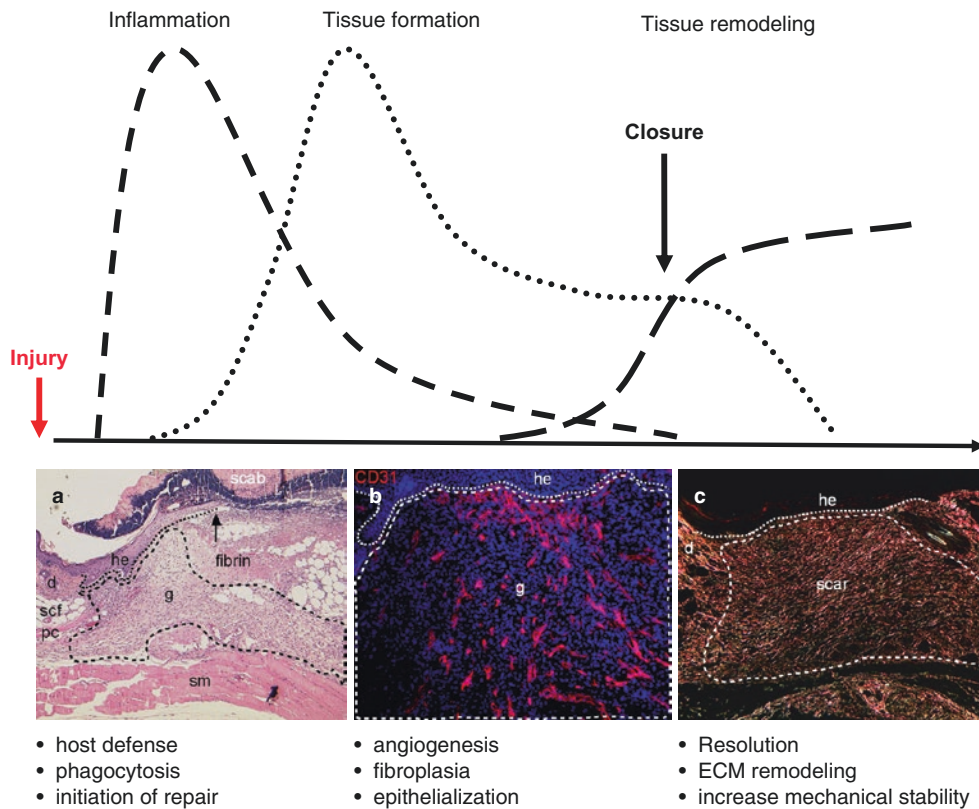 Inflammation
Tissue formation
Tissue remodeling
Closure
Injury
a
scab
he
fibrin
d
g
scf
pc
sm
CD31
b
he
g
c
he
d
scar
• host defense
• phagocytosis
• initiation of repair
• angiogenesis
• fibroplasia
• epithelialization
• Resolution
• ECM remodeling
• increase mechanical stability